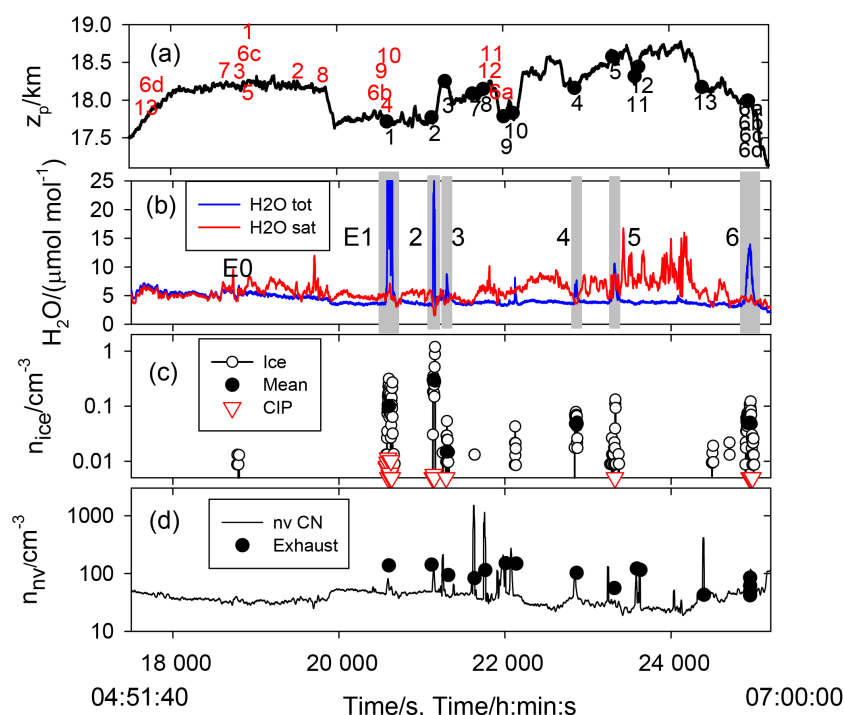 19.0
18.5
18.0
17.5
z_p/km
(a)
1
6c
7 3
5
2
8
6d
13
10
9
6b
4
11
12
6a
1
2
3
7 8
9
10
4
5
11
12
13
6a
6b
6c
6d
25
20
15
10
5
0
H₂O/(μmol mol⁻¹)
(b)
H2O tot
H2O sat
E0
E1
2
3
4
5
6
1
0.1
0.01
n_ice/cm⁻³
(c)
Ice
Mean
CIP
1000
100
10
n_nv/cm⁻³
(d)
nv CN
Exhaust
18 000
20 000
22 000
24 000
04:51:40
Time/s, Time/h:min:s
07:00:00